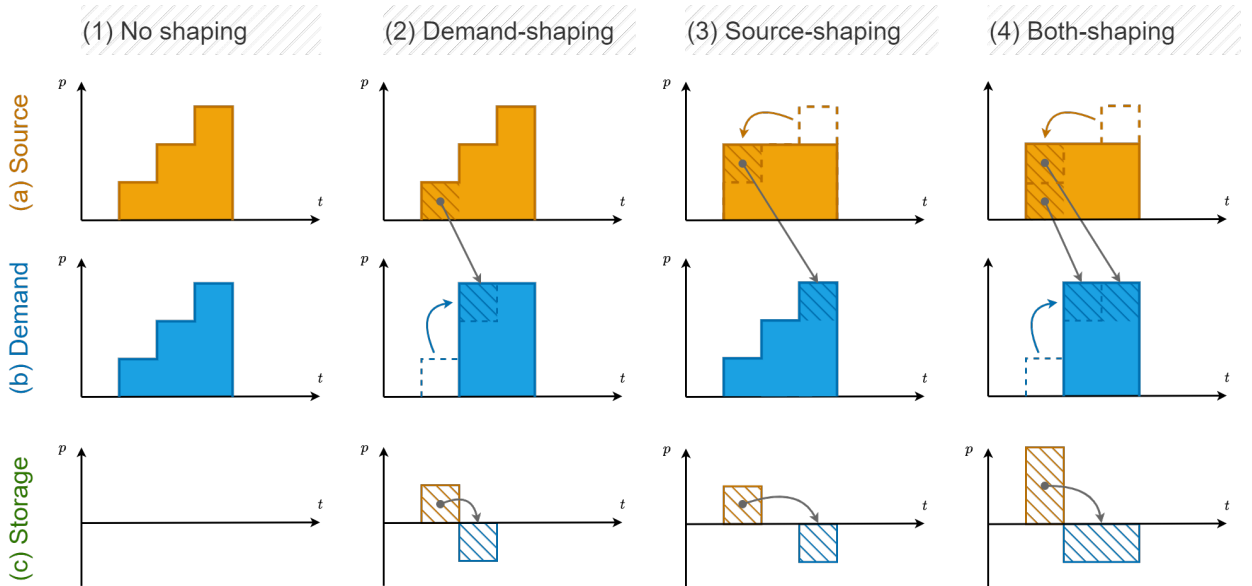 (1) No shaping
(2) Demand-shaping
(3) Source-shaping
(4) Both-shaping
(a) Source
p
t
p
t
p
t
p
t
(b) Demand
p
t
p
t
p
t
p
t
(c) Storage
p
t
p
t
p
t
p
t